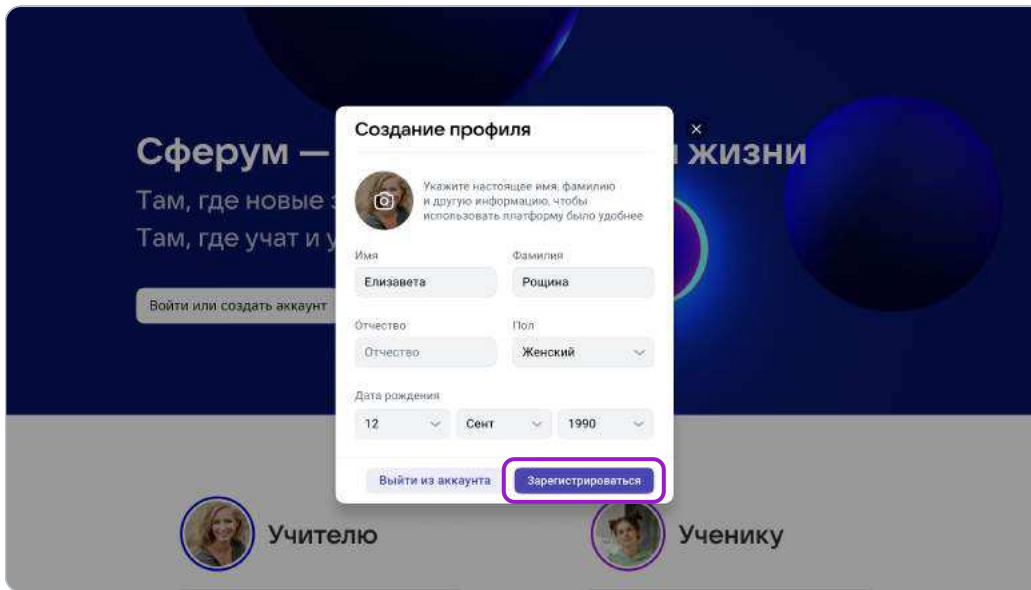 Создание профиля
Сферум —
жизни
Укажите настоящее имя, фамилию
и другую информацию, чтобы
использовать платформу было удобнее
Там, где новые
Там, где учат и у
Имя
Фамилия
Елизавета
Рощина
Войти или создать аккаунт
Отчество
Пол
Отчество
Женский
Дата рождения
12
Сент
1990
Выйти из аккаунта
Зарегистрироваться
Учителю
Ученику